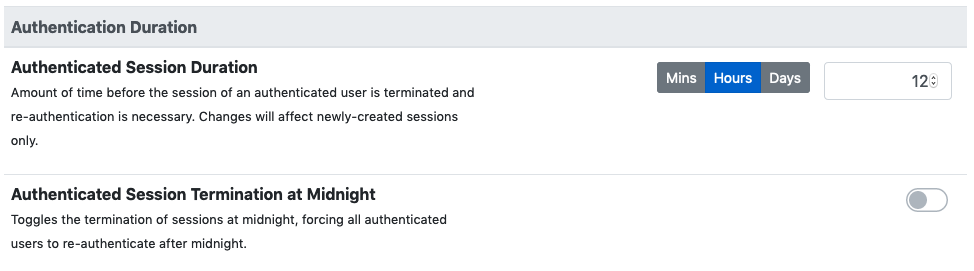 Authentication Duration
Authenticated Session Duration
Mins Hours Days 12
Amount of time before the session of an authenticated user is terminated and
re-authentication is necessary. Changes will affect newly-created sessions
only.
Authenticated Session Termination at Midnight
Toggles the termination of sessions at midnight, forcing all authenticated
users to re-authenticate after midnight.